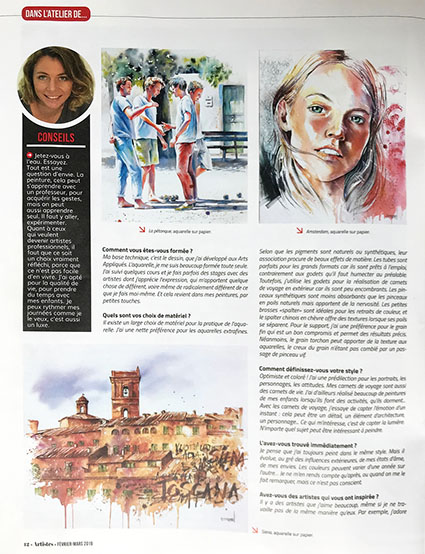 DANS L'ATELIER DE...
CONSEILS
Jetez-vous à
l'eau. Essayez.
Tout est une
question d'envie. La
peinture, cela peut
s'apprendre avec
un professeur, pour
acquérir les gestes,
mais on peut
aussi apprendre
seul. Il faut y aller,
expérimenter.
Quant à ceux
qui veulent
devenir artistes
professionnels, il
faut que ce soit
un choix vraiment
réfléchi, parce que
ce n'est pas facile
d'en vivre. J'ai opté
pour la qualité de
vie, pour prendre
du temps avec
mes enfants. Je
peux rythmer mes
journées comme je
le veux, c'est aussi
un luxe.
La pétanque, aquarelle sur papier.
Amsterdam, aquarelle sur papier.
Comment vous êtes-vous formée ?
Ma base technique, c'est le dessin, que j'ai développé aux Arts
Appliqués. L'aquarelle, je me suis beaucoup formée toute seule.
J'ai suivi quelques cours et je fais parfois des stages avec des
artistes dont j'apprécie l'expression, qui m'apportent quelque
chose de différent, voire même de radicalement différent de ce
que je fais moi-même. Et cela revient dans mes peintures, par
petites touches.
Quels sont vos choix de matériel ?
Il existe un large choix de matériel pour la pratique de l'aqua-
relle. J'ai une nette préférence pour les aquarelles extrafines.
Selon que les pigments sont naturels ou synthétiques, leur
association procure de beaux effets de matière. Les tubes sont
parfaits pour les grands formats car ils sont prêts à l'emploi,
contrairement aux godets qu'il faut humecter au préalable
Toutefois, j'utilise les godets pour la réalisation de carnets
de voyage en extérieur car ils sont peu encombrants. Les pin-
ceaux synthétiques sont moins absorbants que les pinceaux
en poils naturels mais apportent de la nervosité. Les petites
brosses «spalter» sont idéales pour les retraits de couleur, et
le spalter chinois en chèvre offre des textures lorsque ses poils
se séparent. Pour le support, j'ai une préférence pour le grain
fin qui est un bon compromis et permet des résultats précis.
Néanmoins, le grain torchon peut apporter de la texture aux
aquarelles, le creux du grain n'étant pas comblé par un pas-
sage de pinceau vif.
Comment définissez-vous votre style ?
Optimiste et coloré ! J'ai une prédilection pour les portraits, les
personnages, les attitudes. Mes carnets de voyage sont aussi
des carnets de vie. J'ai d'ailleurs réalisé beaucoup de peintures
de mes enfants lorsqu'ils font des activités, qu'ils dorment.
Avec les carnets de voyage, j'essaye de capter l'émotion d'un
instant : cela peut être un détail, un élément d'architecture,
un personnage... Ce qui m'intéresse, c'est de capter la lumière.
N'importe quel sujet peut être intéressant à peindre.
L'avez-vous trouvé immédiatement ?
Je pense que j'ai toujours peint dans le même style. Mais il
évolue, au gré des influences extérieures, de mes états d'âme,
de mes envies. Les couleurs peuvent varier d'une année sur
l'autre... je ne m'en rends compte qu'après, ou quand on me le
fait remarquer, mais ce n'est pas conscient.
Avez-vous des artistes qui vous ont inspirée ?
Il y a des artistes que j'aime beaucoup, même si je ne tra-
vaille pas de la même manière qu'eux. Par exemple, j'adore
SIENA
TOSCANA
Siena, aquarelle sur papier.
12 - Artistes - FÉVRIER-MARS 2016